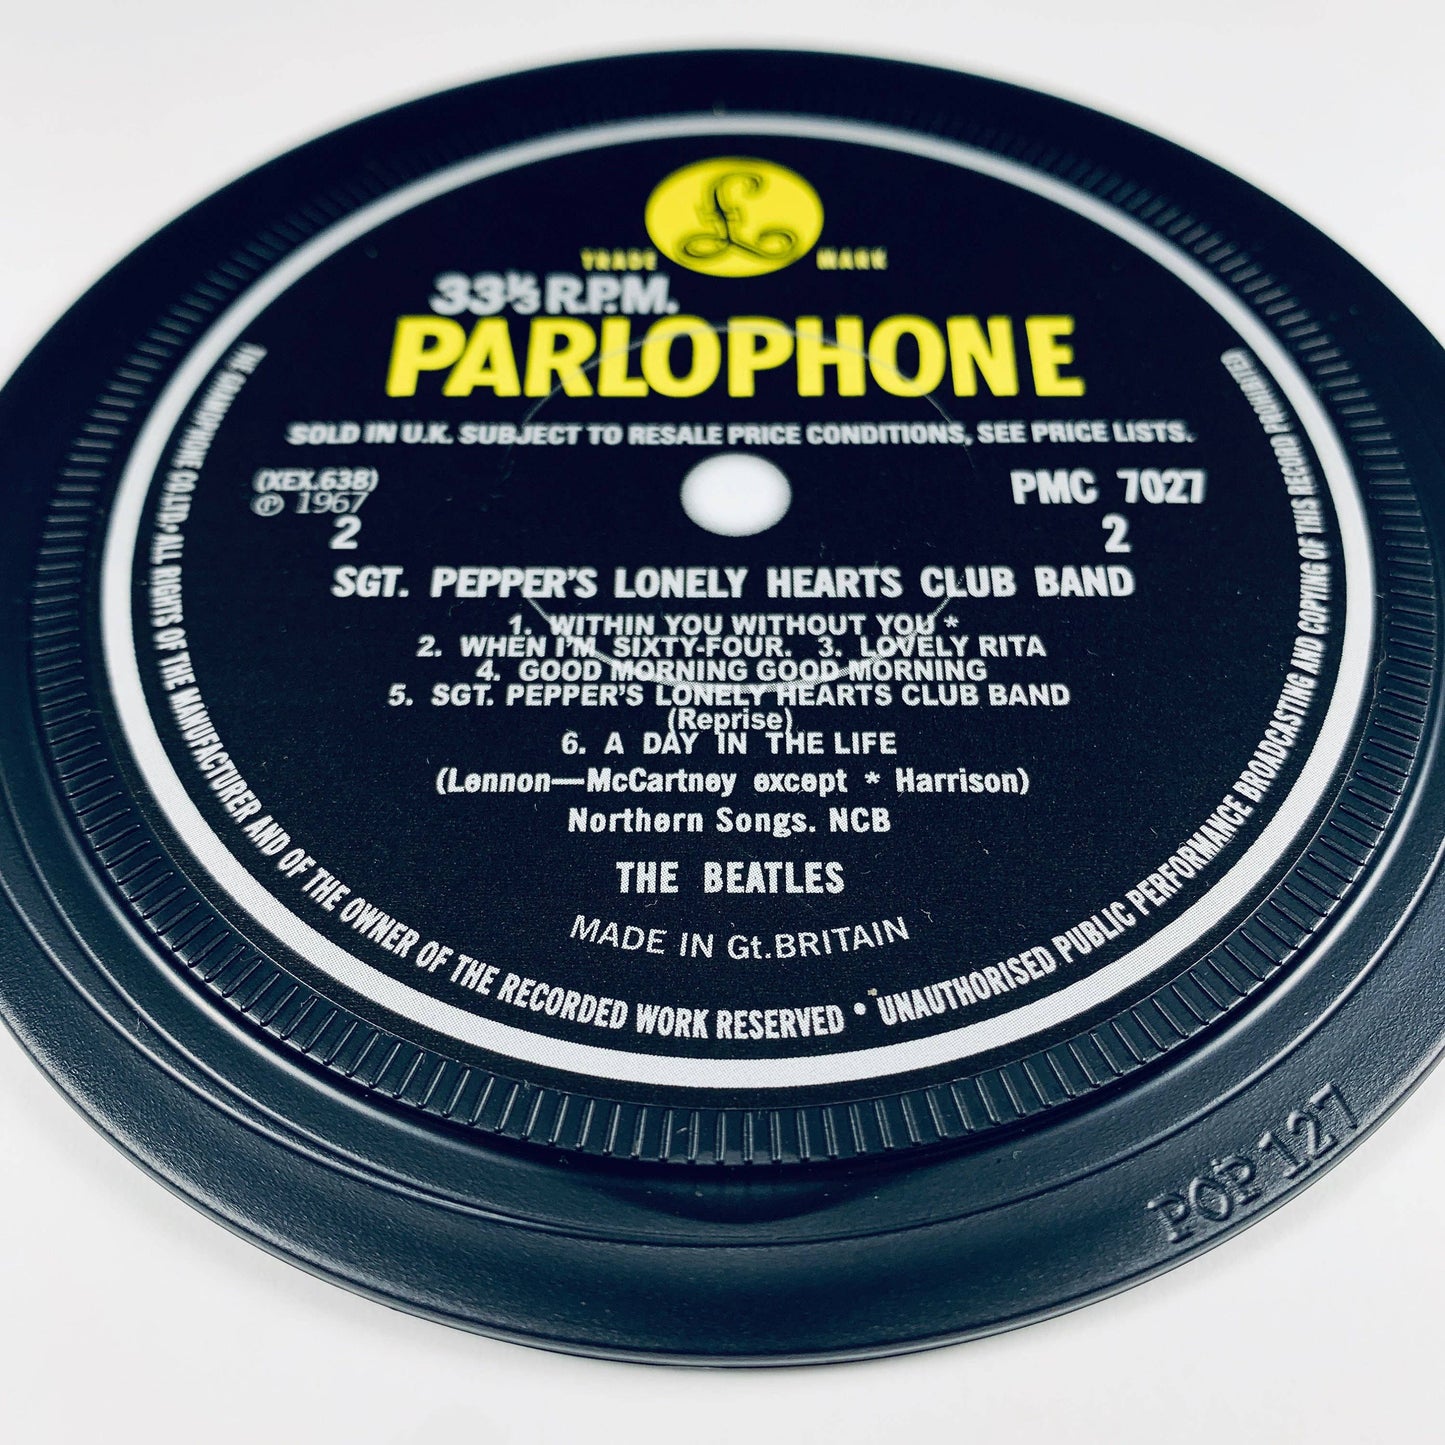 TRADE MARK
33⅓ R.P.M.
PARLOPHONE
SOLD IN U.K. SUBJECT TO RESALE PRICE CONDITIONS, SEE PRICE LISTS.
(XEX.638) PMC 7027
Ⓟ 1967
2 2
SGT. PEPPER'S LONELY HEARTS CLUB BAND
1. WITHIN YOU WITHOUT YOU *
2. WHEN I'M SIXTY-FOUR. 3. LOVELY RITA
4. GOOD MORNING GOOD MORNING
5. SGT. PEPPER'S LONELY HEARTS CLUB BAND
(Reprise)
6. A DAY IN THE LIFE
(Lennon—McCartney except * Harrison)
Northern Songs. NCB
THE BEATLES
MADE IN Gt.BRITAIN
THE GRAMOPHONE CO.LTD. ALL RIGHTS OF THE MANUFACTURER AND OF THE OWNER OF THE RECORDED WORK RESERVED • UNAUTHORISED PUBLIC PERFORMANCE BROADCASTING AND COPYING OF THIS RECORD PROHIBITED
POP 127